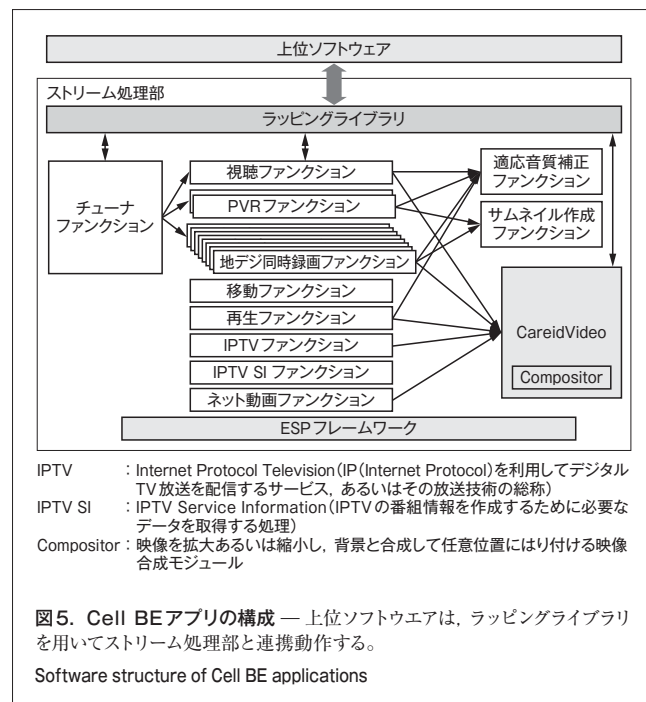 上位ソフトウェア
ストリーム処理部
ラッピングライブラリ
チューナ
ファンクション
視聴ファンクション
PVRファンクション
地デジ同時録画ファンクション
移動ファンクション
再生ファンクション
IPTVファンクション
IPTV SI ファンクション
ネット動画ファンクション
適応音質補正
ファンクション
サムネイル作成
ファンクション
CareidVideo
Compositor
ESPフレームワーク
IPTV : Internet Protocol Television(IP(Internet Protocol)を利用してデジタル
TV放送を配信するサービス，あるいはその放送技術の総称)
IPTV SI : IPTV Service Information(IPTVの番組情報を作成するために必要な
データを取得する処理)
Compositor : 映像を拡大あるいは縮小し，背景と合成して任意位置にはり付ける映像
合成モジュール
図5．Cell BEアプリの構成 — 上位ソフトウエアは，ラッピングライブラリ
を用いてストリーム処理部と連携動作する。
Software structure of Cell BE applications